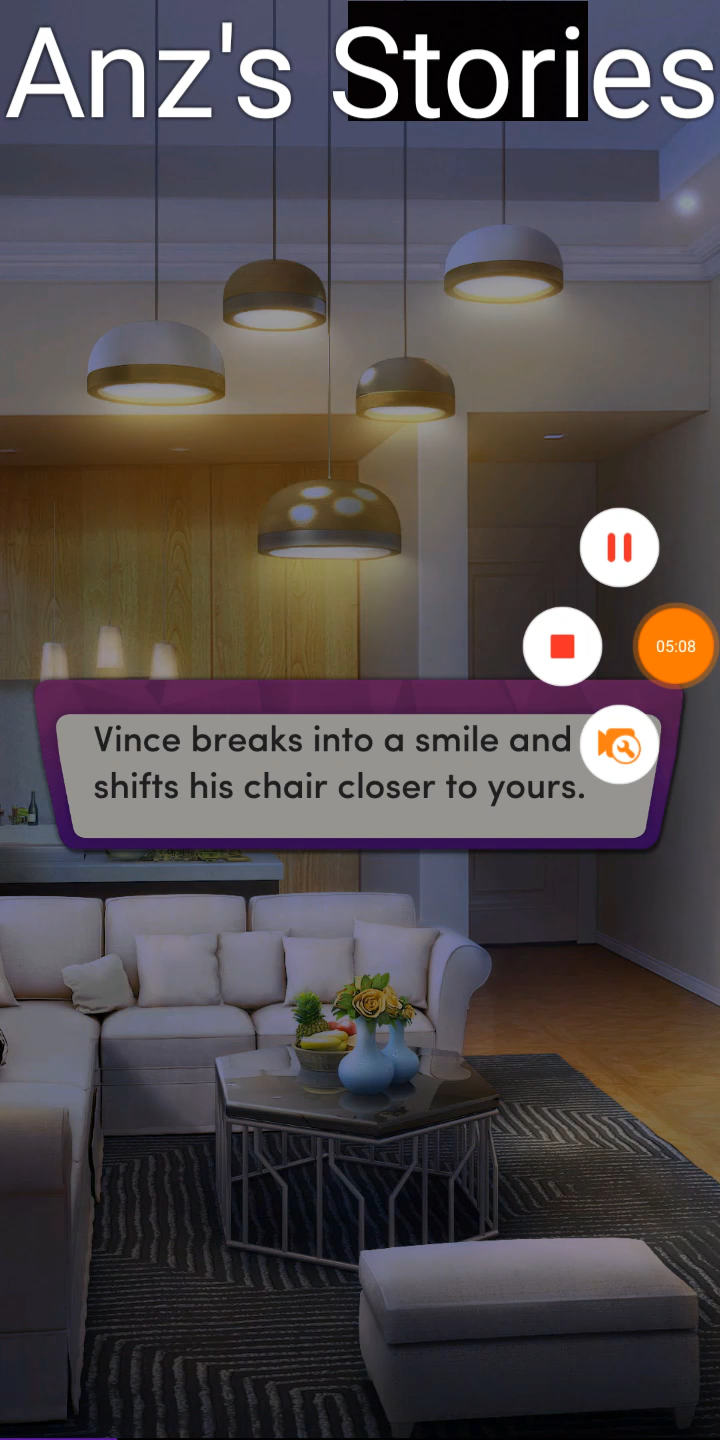 Anz's Stories
05:08
Vince breaks into a smile and
shifts his chair closer to yours.